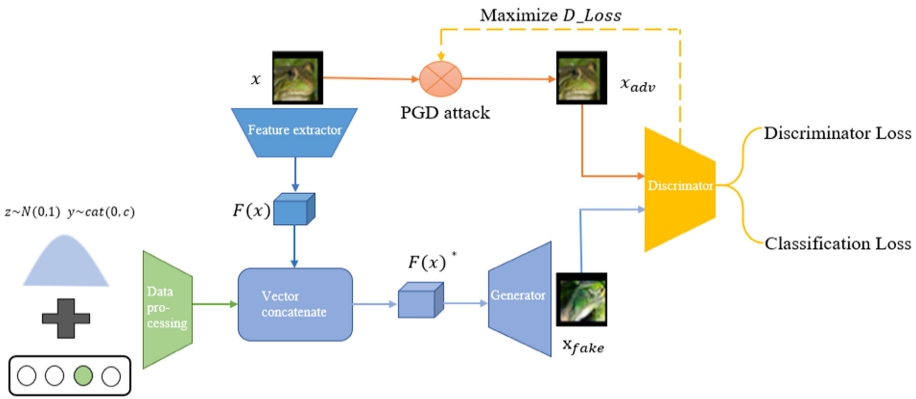 Maximize D_Loss
x
x_adv
PGD attack
Feature extractor
Discriminator Loss
Discrimator
F(x)
z~N(0,1) y~cat(0,c)
Classification Loss
F(x)*
Data
pro-
cessing
Vector
concatenate
Generator
x_fake